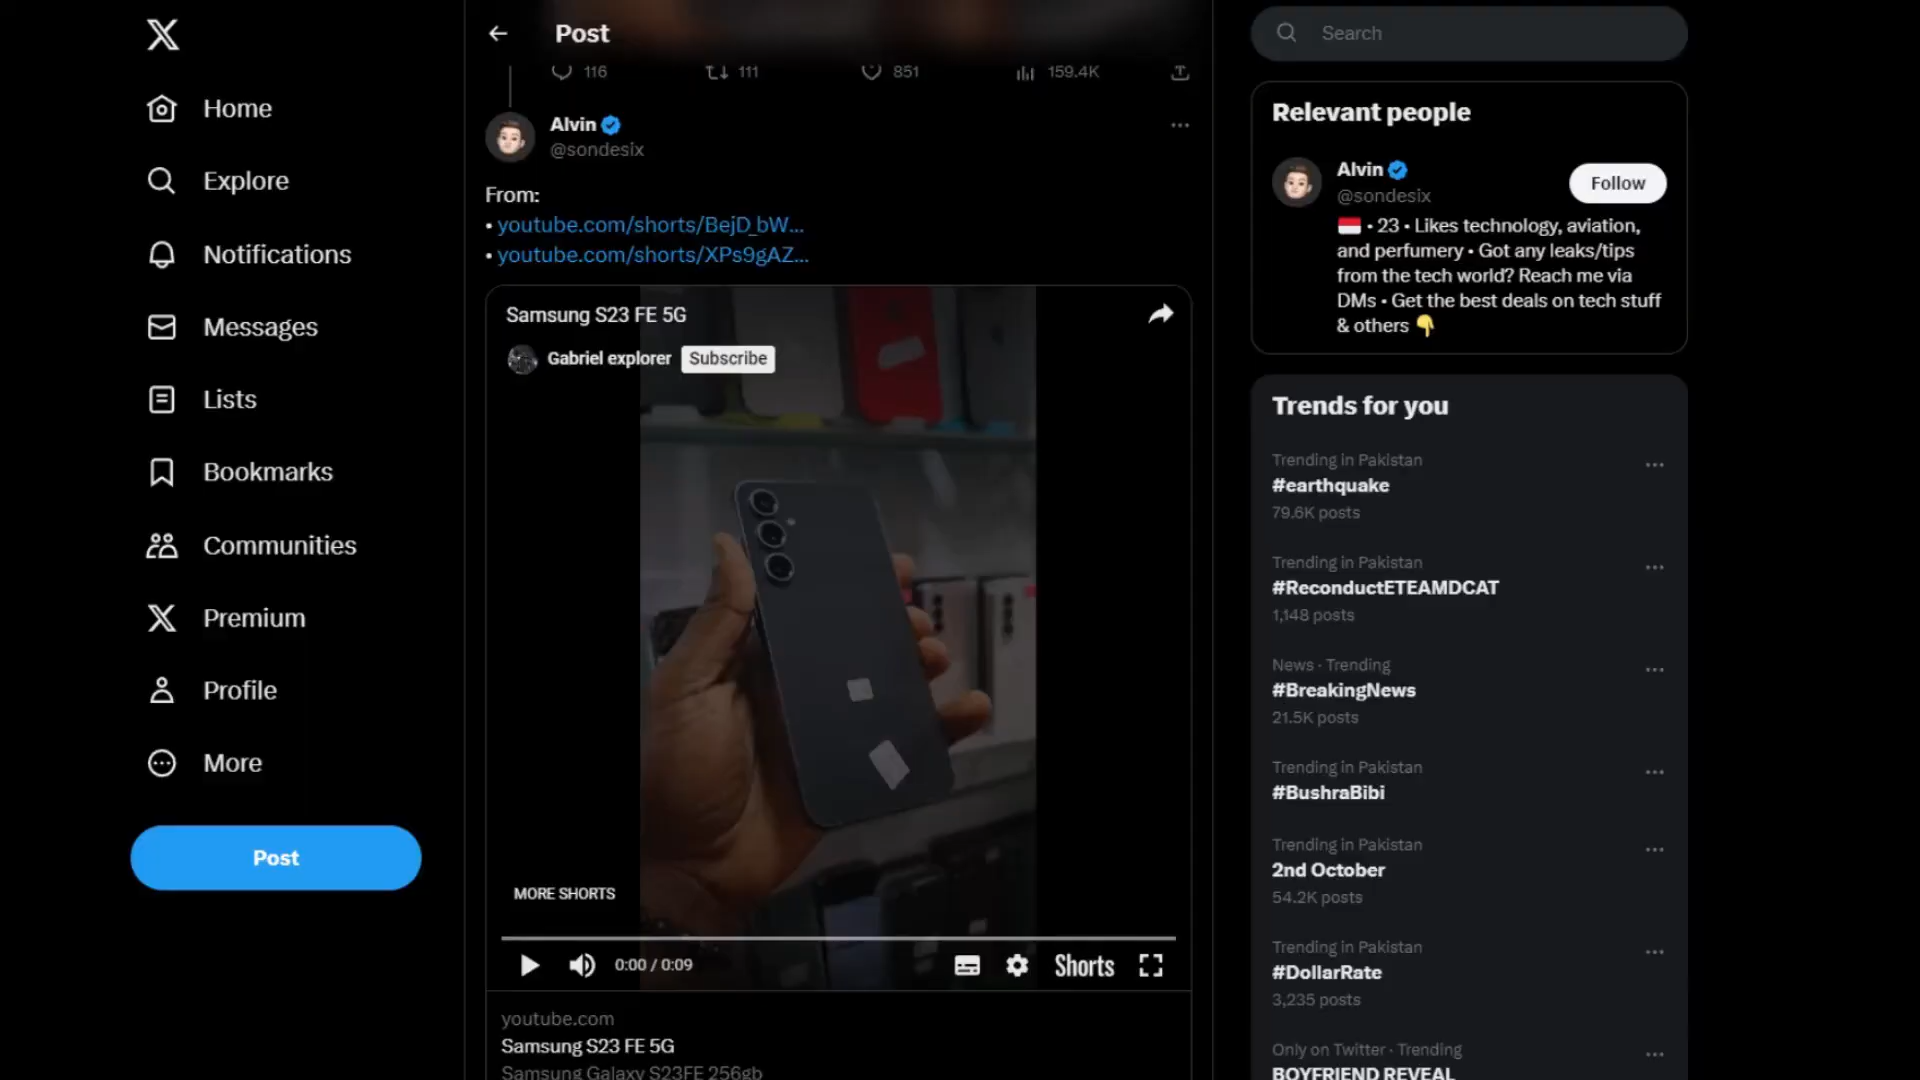 Home
Explore
Notifications
Messages
Lists
Bookmarks
Communities
Premium
Profile
More
Post
Post
116 111 851 159.4K
Alvin
@sondesix
From:
• youtube.com/shorts/BejD_bW...
• youtube.com/shorts/XPs9gAZ...
Samsung S23 FE 5G
Gabriel explorer Subscribe
MORE SHORTS
0:00 / 0:09 Shorts
youtube.com
Samsung S23 FE 5G
Samsung Galaxy S23FE 256gb
Search
Relevant people
Alvin
@sondesix
Follow
• 23 • Likes technology, aviation,
and perfumery • Got any leaks/tips
from the tech world? Reach me via
DMs • Get the best deals on tech stuff
& others 👇
Trends for you
Trending in Pakistan
#earthquake
79.6K posts
Trending in Pakistan
#ReconductETEAMDCAT
1,148 posts
News · Trending
#BreakingNews
21.5K posts
Trending in Pakistan
#BushraBibi
Trending in Pakistan
2nd October
54.2K posts
Trending in Pakistan
#DollarRate
3,235 posts
Only on Twitter · Trending
BOYFRIEND REVEAL